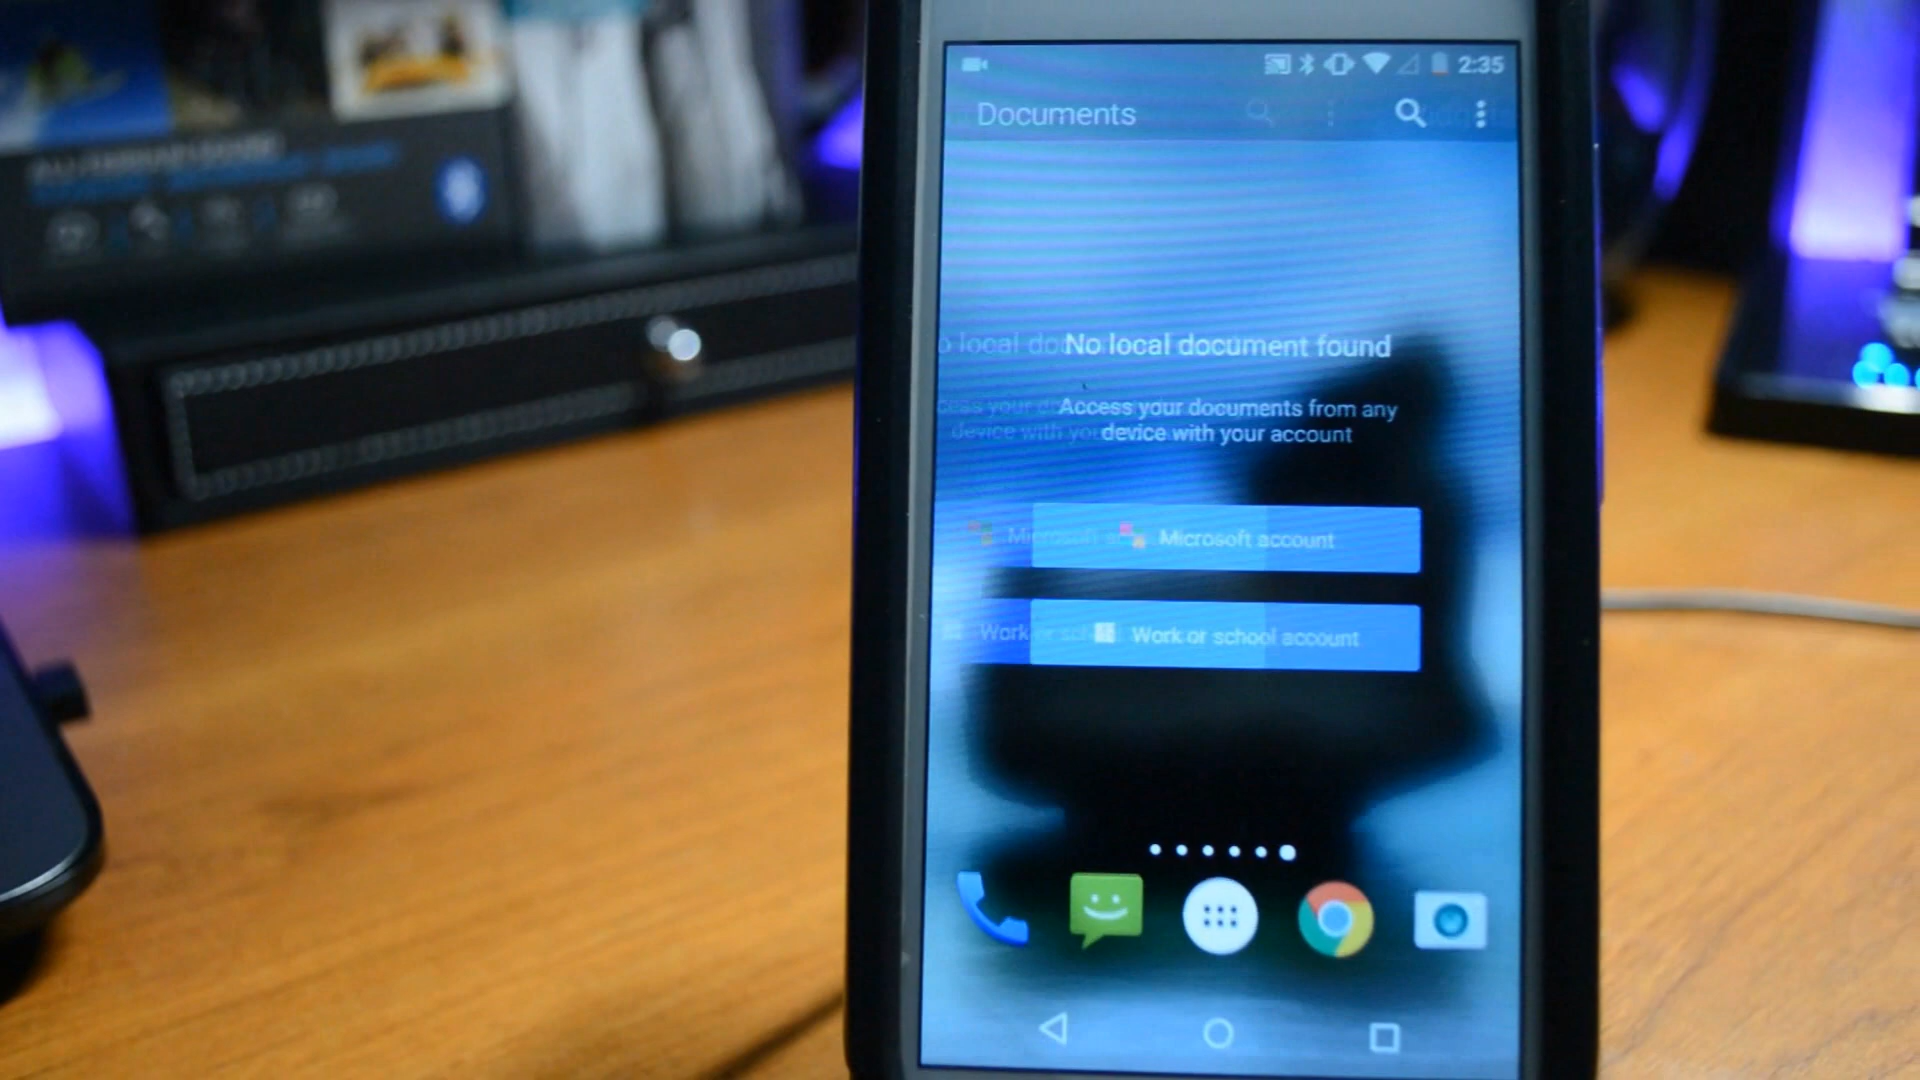 2:35
Documents
No local document found
Access your documents from any
device with your account
Microsoft account
Work or school account